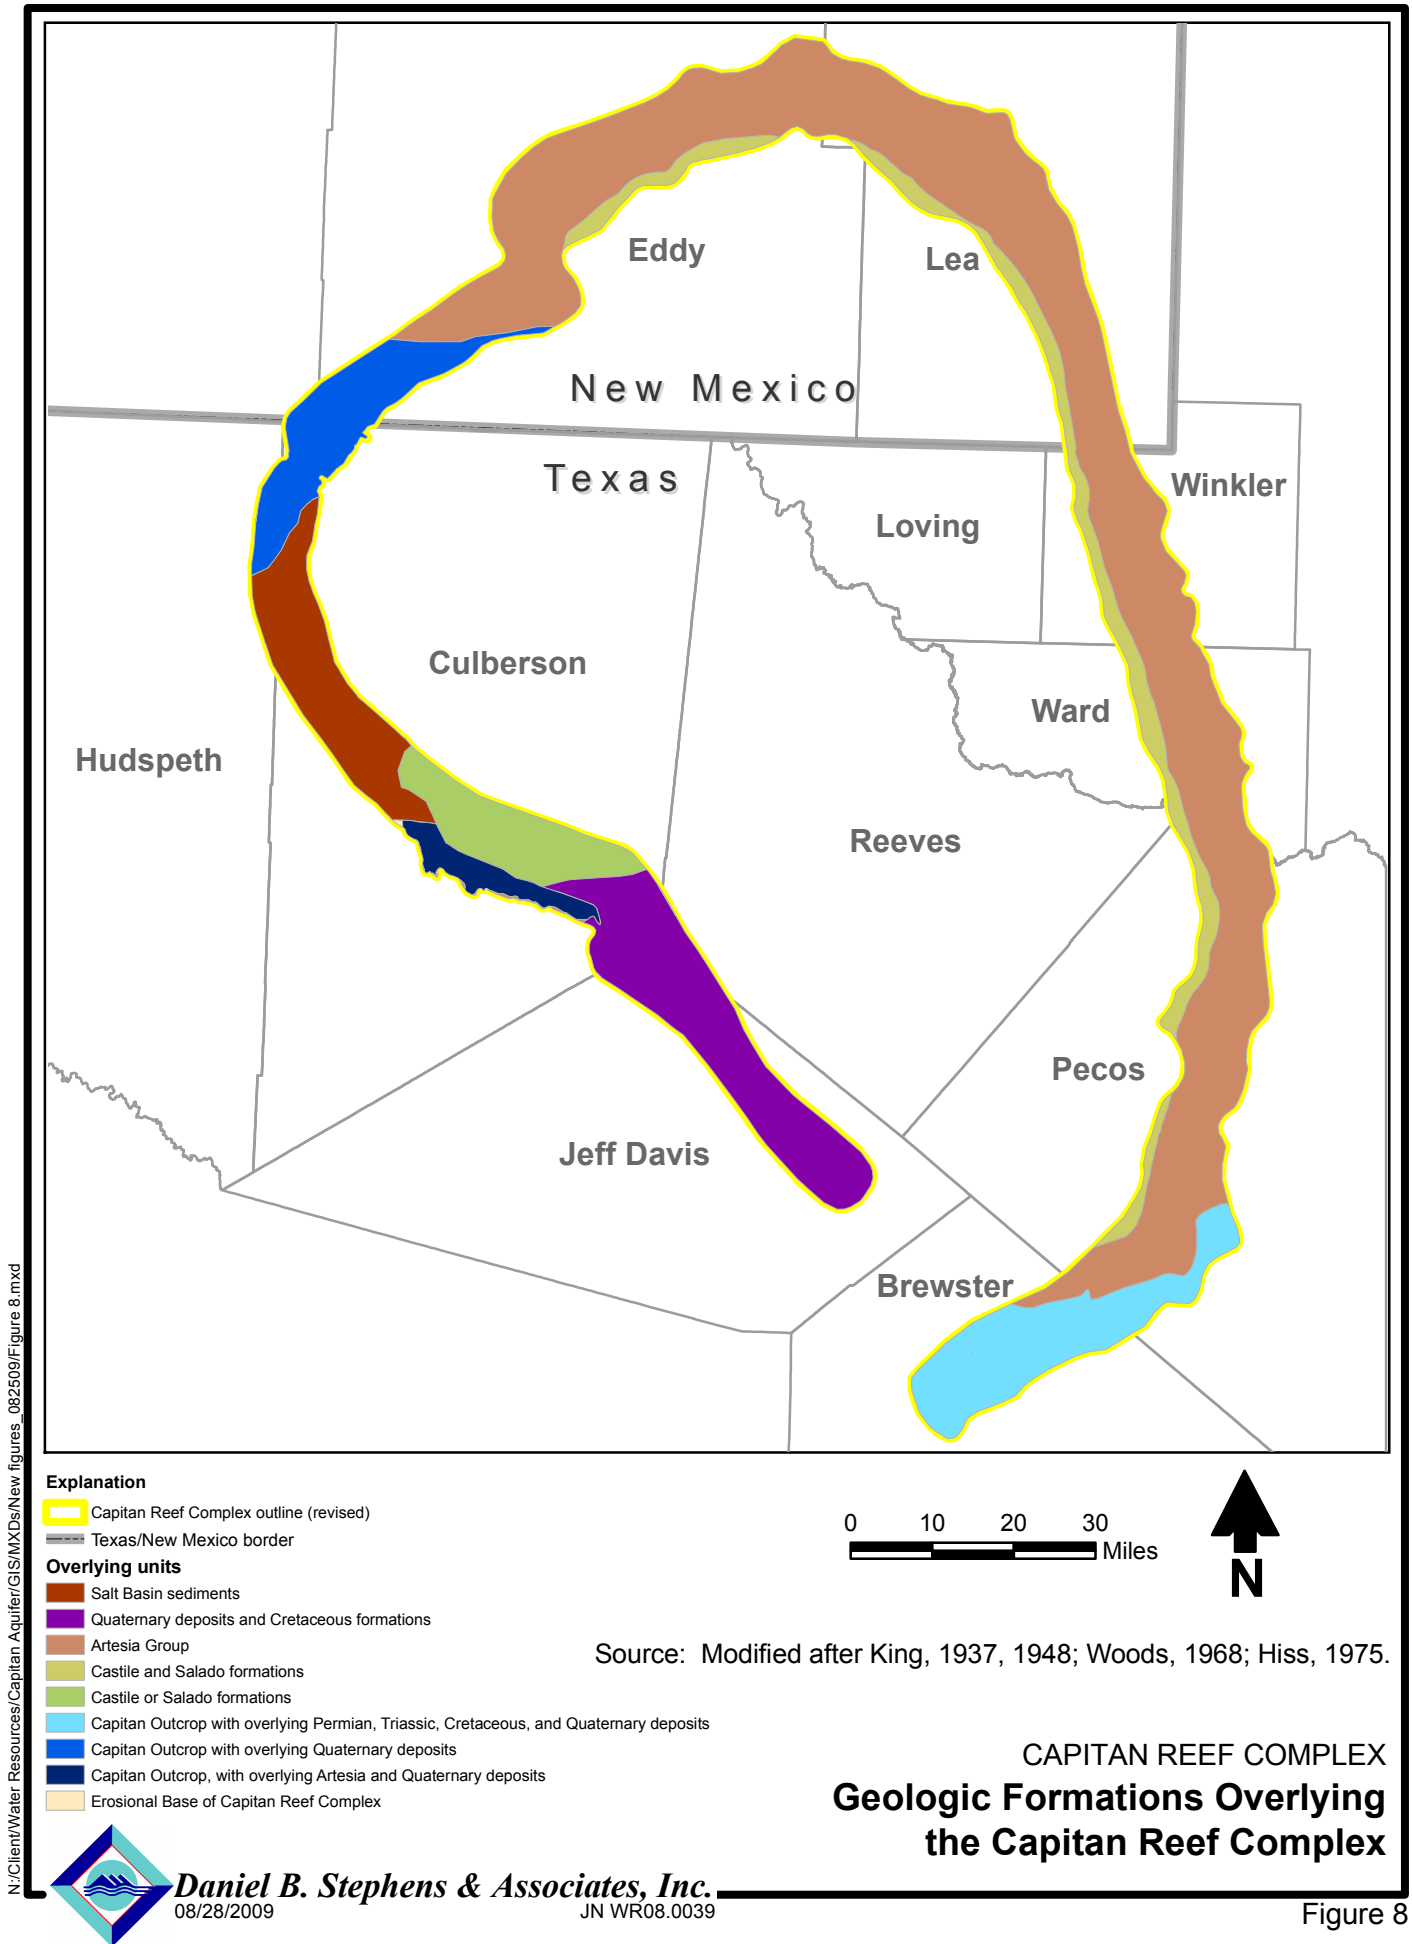 Eddy
Lea
New Mexico
Texas
Winkler
Loving
Culberson
Ward
Hudspeth
Reeves
Pecos
Jeff Davis
Brewster
N:/Client/Water Resources/Capitan Aquifer/GIS/MXDs/New figures_082509/Figure 8.mxd
Explanation
Capitan Reef Complex outline (revised)
Texas/New Mexico border
Overlying units
Salt Basin sediments
Quaternary deposits and Cretaceous formations
Artesia Group
Castile and Salado formations
Castile or Salado formations
Capitan Outcrop with overlying Permian, Triassic, Cretaceous, and Quaternary deposits
Capitan Outcrop with overlying Quaternary deposits
Capitan Outcrop, with overlying Artesia and Quaternary deposits
Erosional Base of Capitan Reef Complex
0 10 20 30
Miles
N
Source: Modified after King, 1937, 1948; Woods, 1968; Hiss, 1975.
CAPITAN REEF COMPLEX
Geologic Formations Overlying
the Capitan Reef Complex
Daniel B. Stephens & Associates, Inc.
08/28/2009 JN WR08.0039
Figure 8